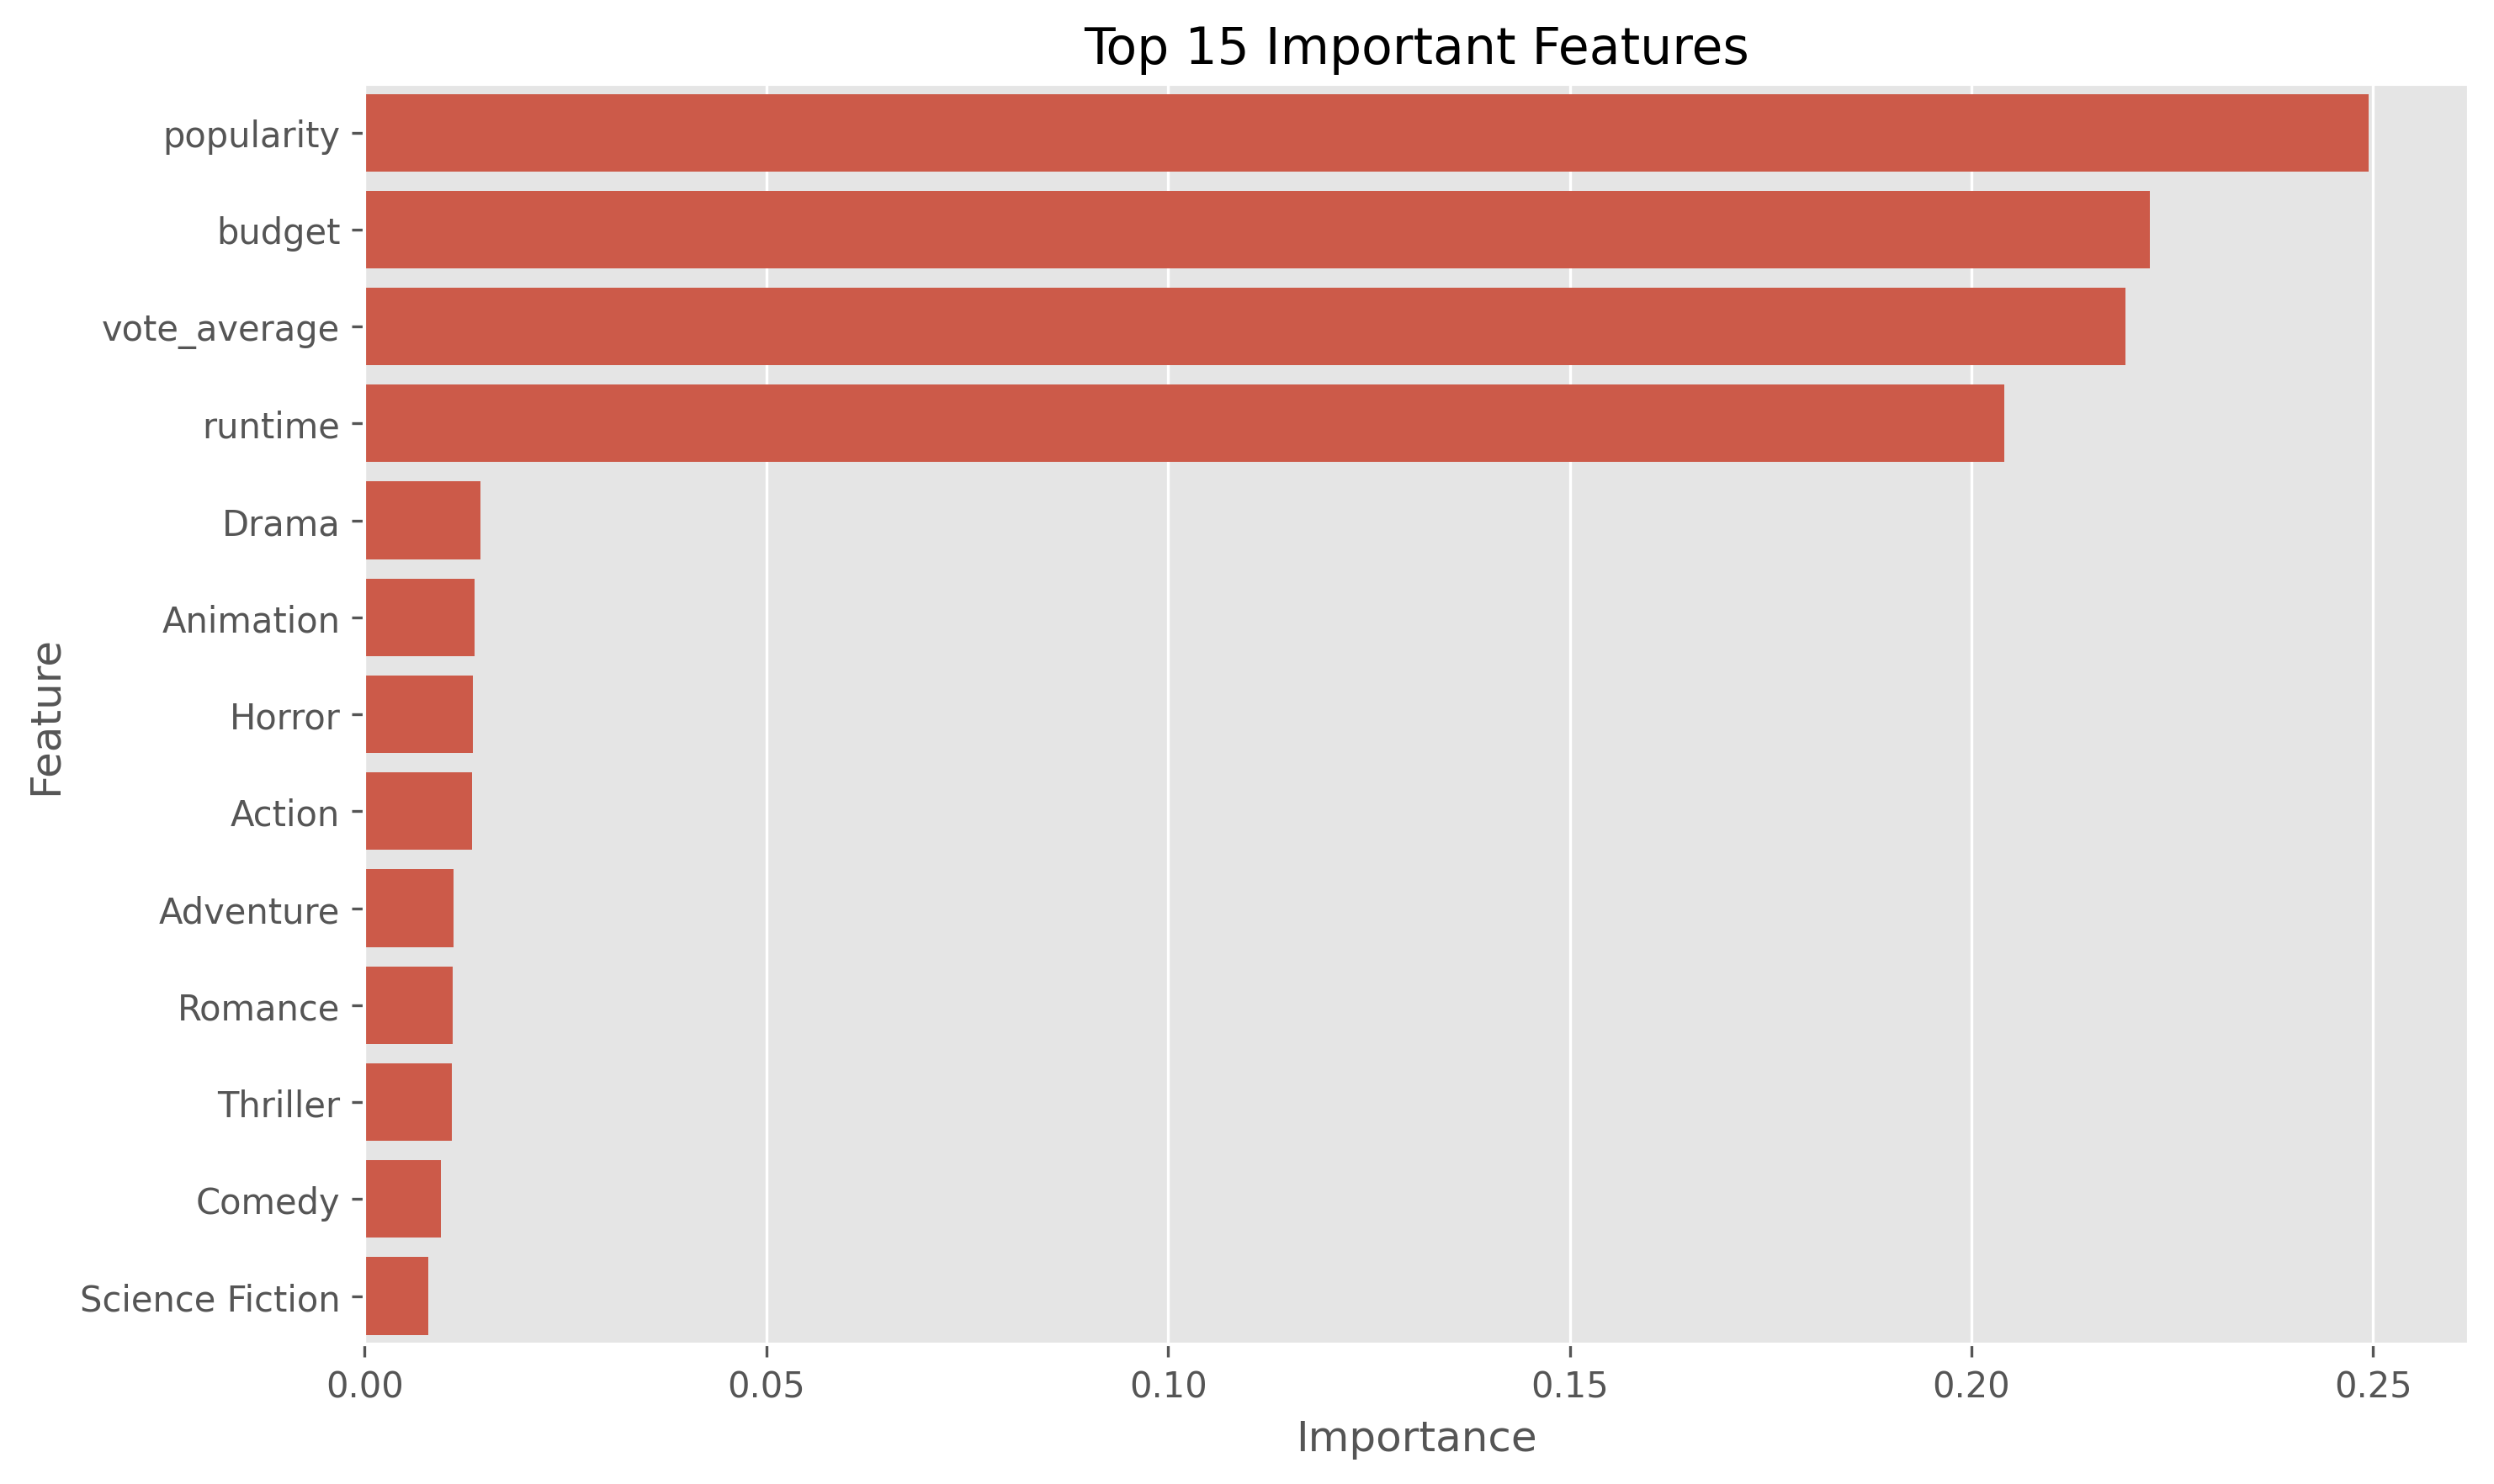 Top 15 Important Features
popularity
budget
vote_average
runtime
Drama
Animation
Horror
Action
Adventure
Romance
Thriller
Comedy
Science Fiction
Feature
0.00 0.05 0.10 0.15 0.20 0.25
Importance